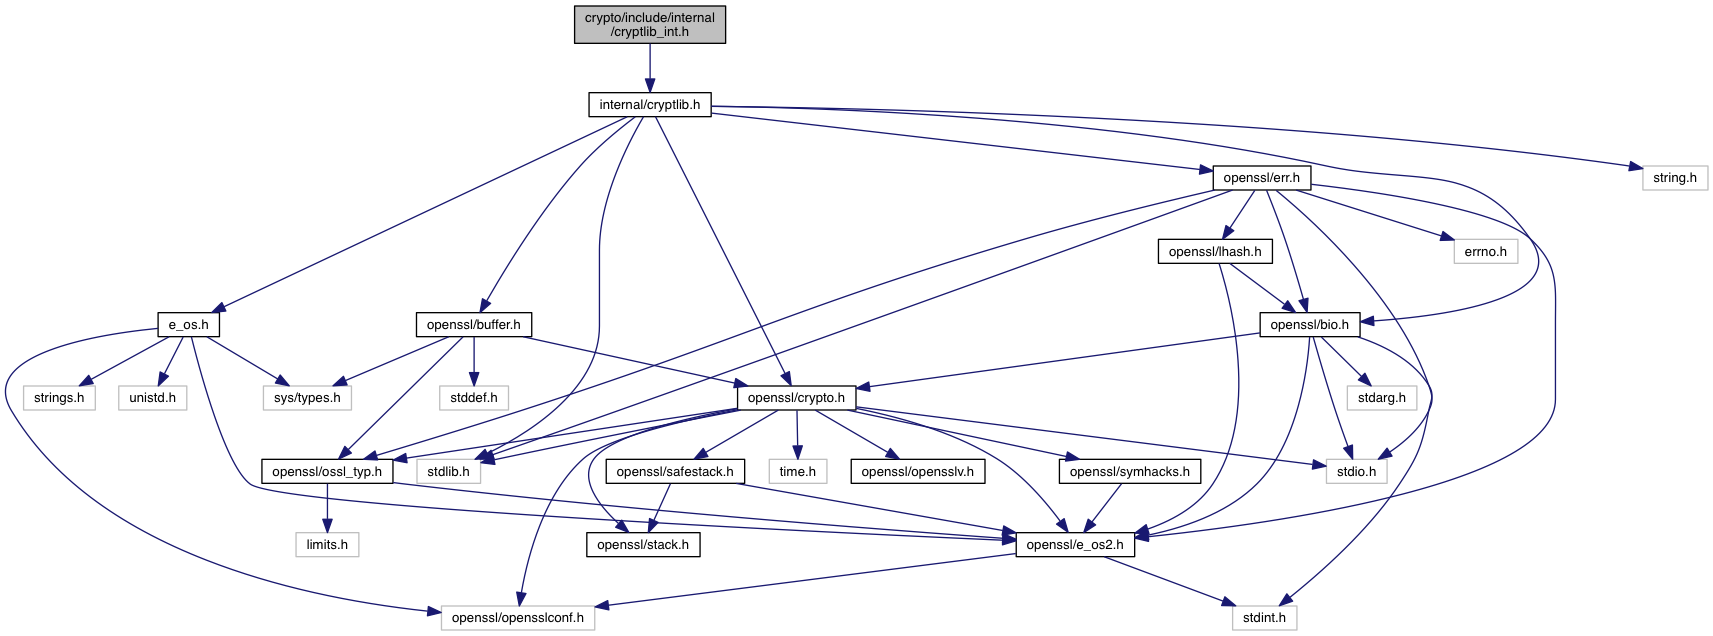 crypto/include/internal
/cryptlib_int.h
internal/cryptlib.h
openssl/err.h
string.h
openssl/lhash.h
errno.h
e_os.h
openssl/buffer.h
openssl/bio.h
strings.h
unistd.h
sys/types.h
stddef.h
openssl/crypto.h
stdarg.h
openssl/ossl_typ.h
stdlib.h
openssl/safestack.h
time.h
openssl/opensslv.h
openssl/symhacks.h
stdio.h
limits.h
openssl/stack.h
openssl/e_os2.h
openssl/opensslconf.h
stdint.h